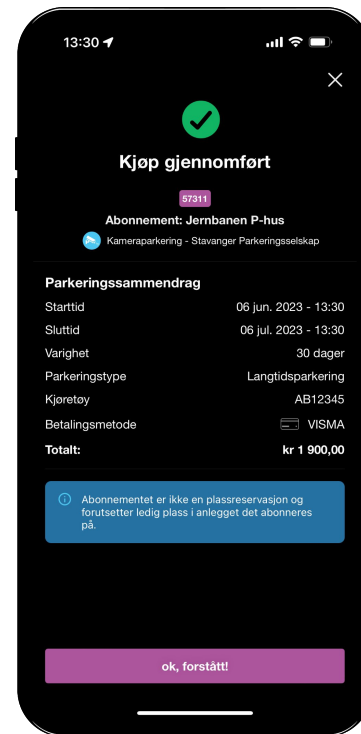 13:30
Kjøp gjennomført
57311
Abonnement: Jernbanen P-hus
Kameraparkering - Stavanger Parkeringsselskap
Parkeringssammendrag
Starttid 06 jun. 2023 - 13:30
Sluttid 06 jul. 2023 - 13:30
Varighet 30 dager
Parkeringstype Langtidsparkering
Kjøretøy AB12345
Betalingsmetode VISMA
Totalt: kr 1 900,00
Abonnementet er ikke en plassreservasjon og
forutsetter ledig plass i anlegget det abonneres
på.
ok, forstått!